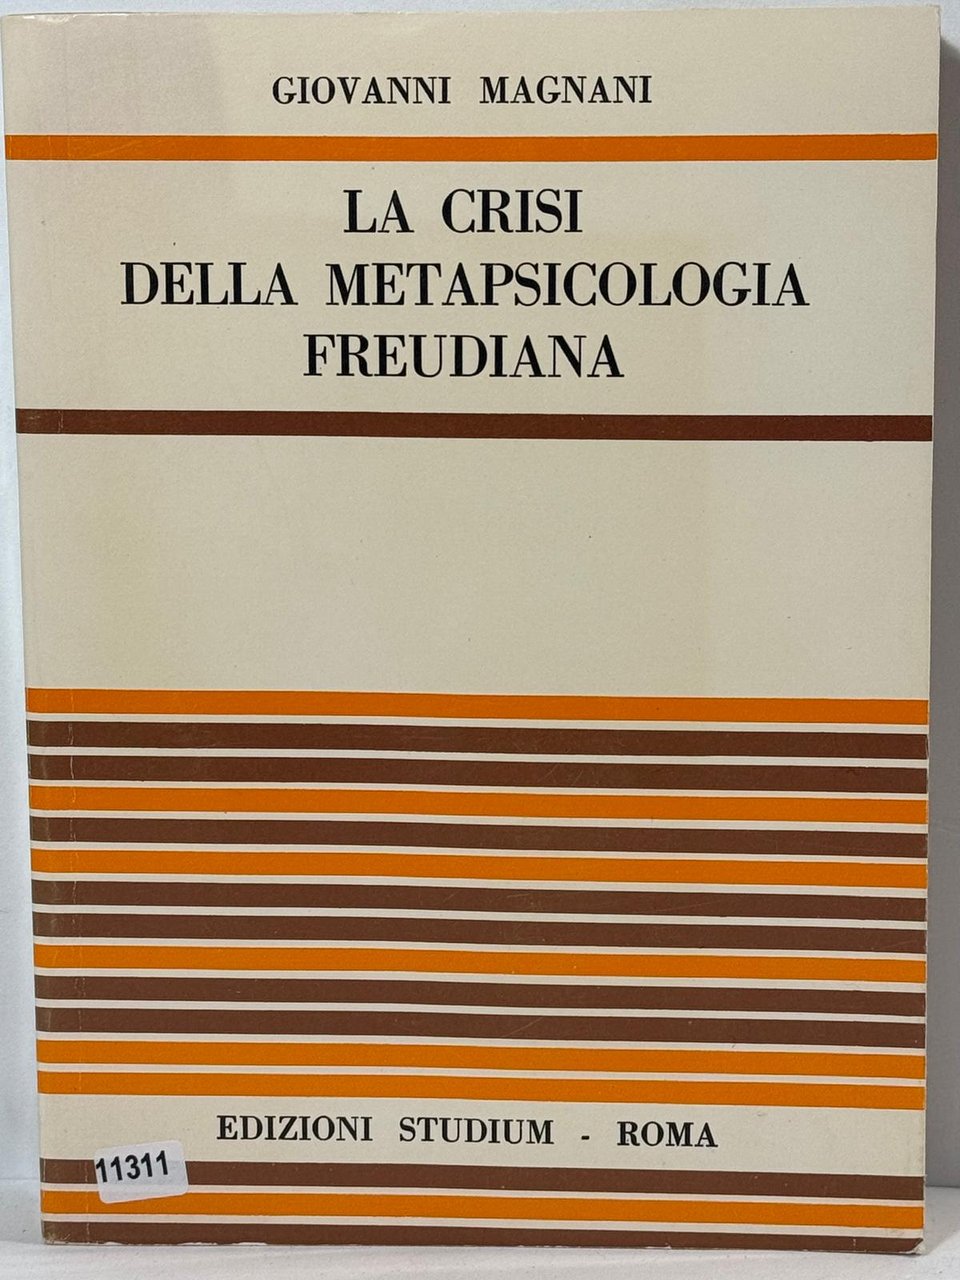 GIOVANNI MAGNANI
LA CRISI
DELLA METAPSICOLOGIA
FREUDIANA
EDIZIONI STUDIUM - ROMA
11311